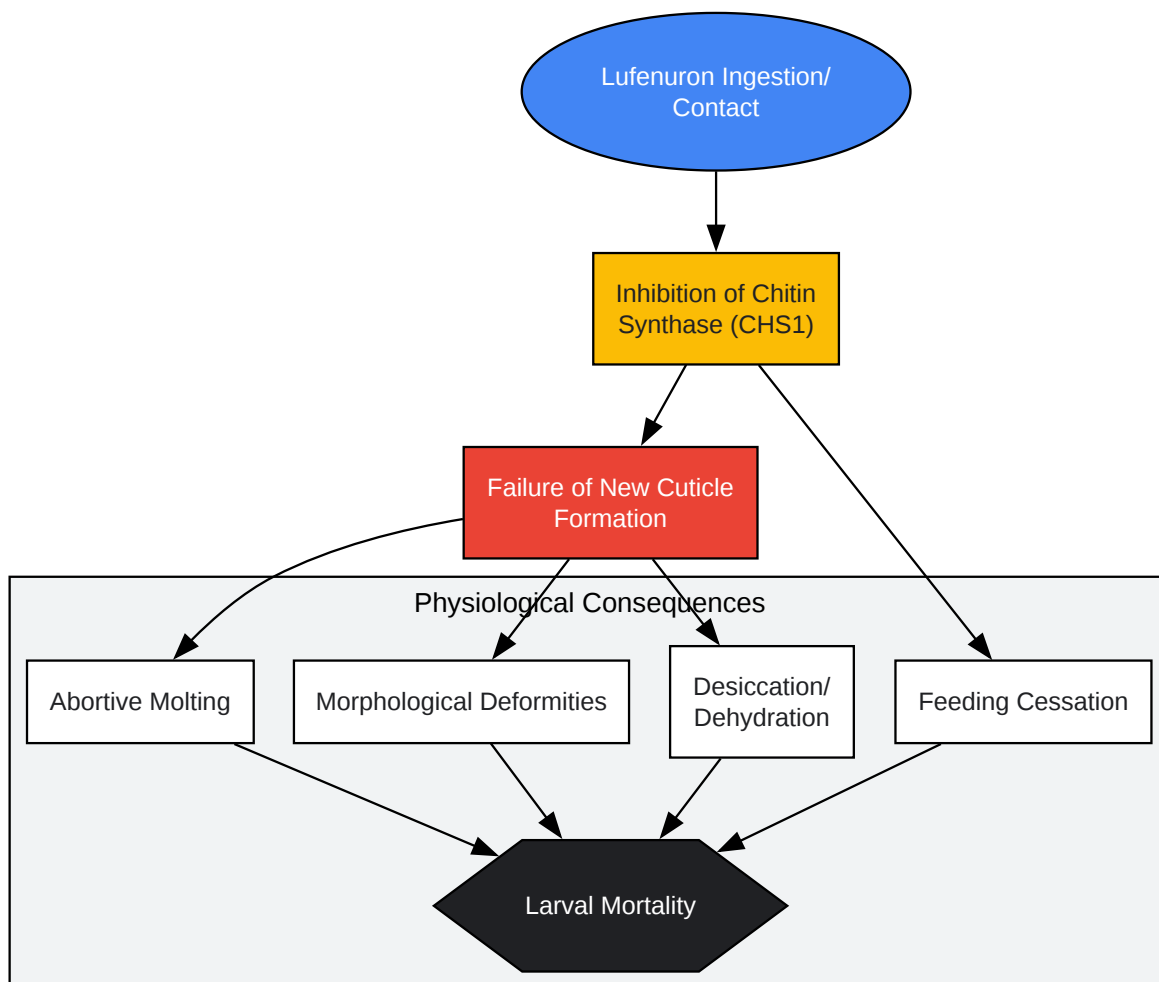 Lufenuron Ingestion/
Contact
Inhibition of Chitin
Synthase (CHS1)
Failure of New Cuticle
Formation
Physiological Consequences
Abortive Molting
Morphological Deformities
Desiccation/
Dehydration
Feeding Cessation
Larval Mortality